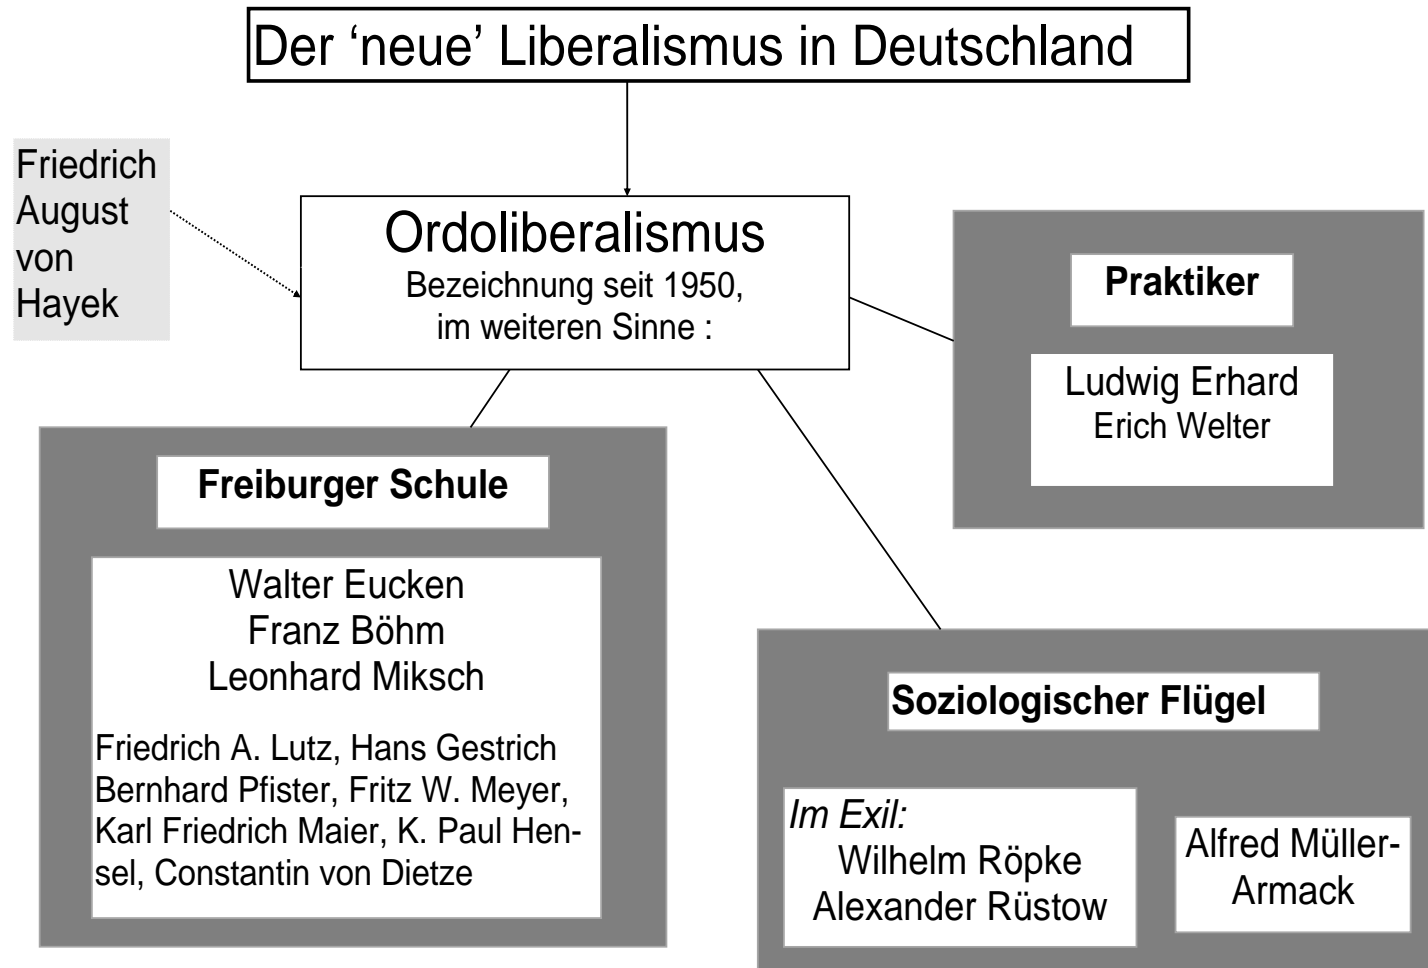 Der ‘neue’ Liberalismus in Deutschland
Friedrich
August
von
Hayek
Ordoliberalismus
Bezeichnung seit 1950,
im weiteren Sinne :
Praktiker
Ludwig Erhard
Erich Welter
Freiburger Schule
Walter Eucken
Franz Böhm
Leonhard Miksch
Friedrich A. Lutz, Hans Gestrich
Bernhard Pfister, Fritz W. Meyer,
Karl Friedrich Maier, K. Paul Hen-
sel, Constantin von Dietze
Soziologischer Flügel
Im Exil:
Wilhelm Röpke
Alexander Rüstow
Alfred Müller-
Armack